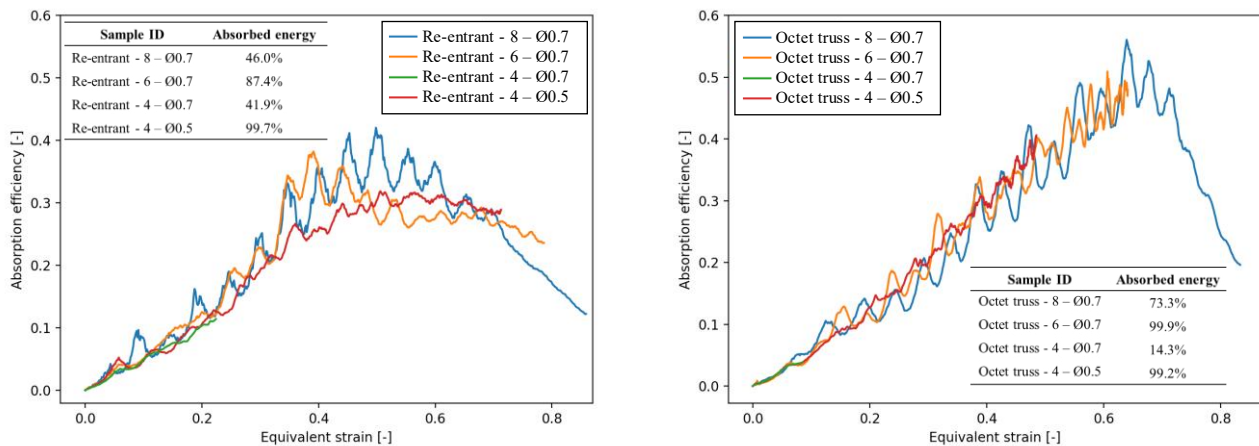 0.6
0.5
0.4
0.3
0.2
0.1
0.0
Absorption efficiency [-]
Sample ID Absorbed energy
Re-entrant - 8 – Ø0.7 46.0%
Re-entrant - 6 – Ø0.7 87.4%
Re-entrant - 4 – Ø0.7 41.9%
Re-entrant - 4 – Ø0.5 99.7%
Re-entrant - 8 – Ø0.7
Re-entrant - 6 – Ø0.7
Re-entrant - 4 – Ø0.7
Re-entrant - 4 – Ø0.5
0.0 0.2 0.4 0.6 0.8
Equivalent strain [-]
0.6
0.5
0.4
0.3
0.2
0.1
0.0
Absorption efficiency [-]
Octet truss - 8 – Ø0.7
Octet truss - 6 – Ø0.7
Octet truss - 4 – Ø0.7
Octet truss - 4 – Ø0.5
Sample ID Absorbed energy
Octet truss - 8 – Ø0.7 73.3%
Octet truss - 6 – Ø0.7 99.9%
Octet truss - 4 – Ø0.7 14.3%
Octet truss - 4 – Ø0.5 99.2%
0.0 0.2 0.4 0.6 0.8
Equivalent strain [-]